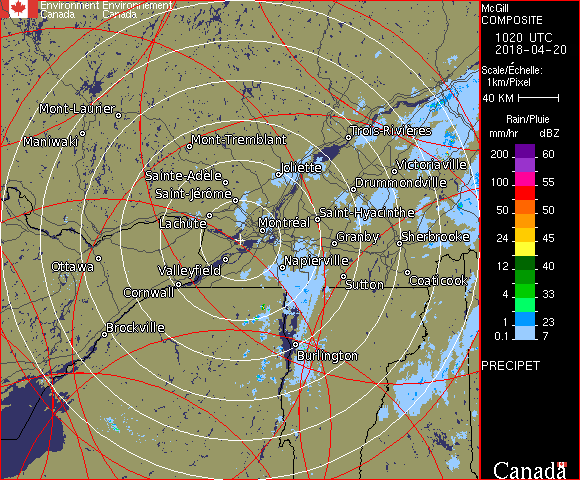 Environment Environnement
Canada Canada
McGill
COMPOSITE
1020 UTC
2018-04-20
Scale/Échelle:
1km/Pixel
40 KM
Rain/Pluie
mm/hr dBZ
200 60
100 55
50 50
24 45
12 40
4 33
1 23
0.1 7
PRECIPET
Canada
Mont-Laurier
Maniwaki
Mont-Tremblant
Trois-Rivières
Joliette
Victoriaville
Sainte-Adèle
Drummondville
Saint-Jérôme
Lachute
Saint-Hyacinthe
Montréal
Granby
Sherbrooke
Ottawa
Valleyfield
Napierville
Cornwall
Sutton
Coaticook
Brockville
Burlington